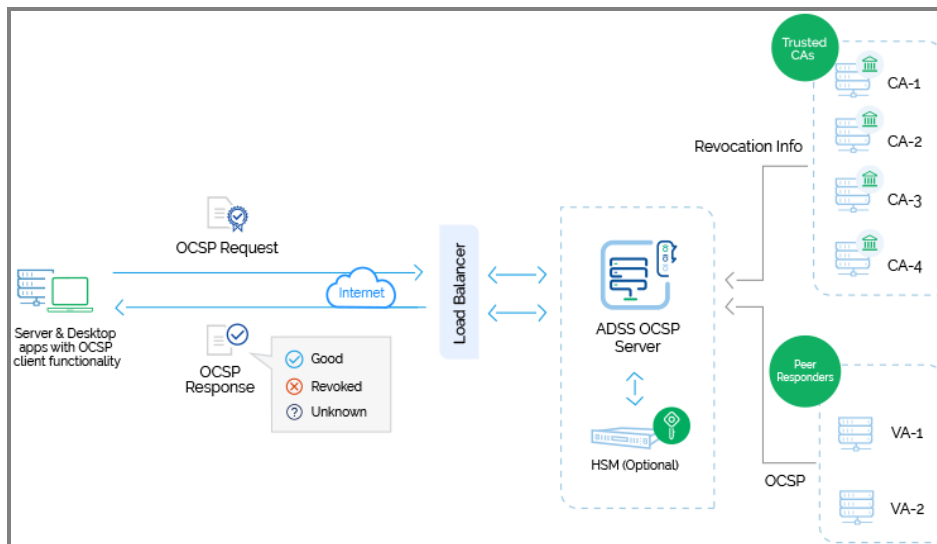 Trusted
CAs
CA-1
CA-2
Revocation Info
CA-3
CA-4
OCSP Request
Internet
Load Balancer
Server & Desktop
apps with OCSP
client functionality
OCSP
Response
Good
Revoked
Unknown
ADSS OCSP
Server
HSM (Optional)
Peer
Responders
VA-1
OCSP
VA-2